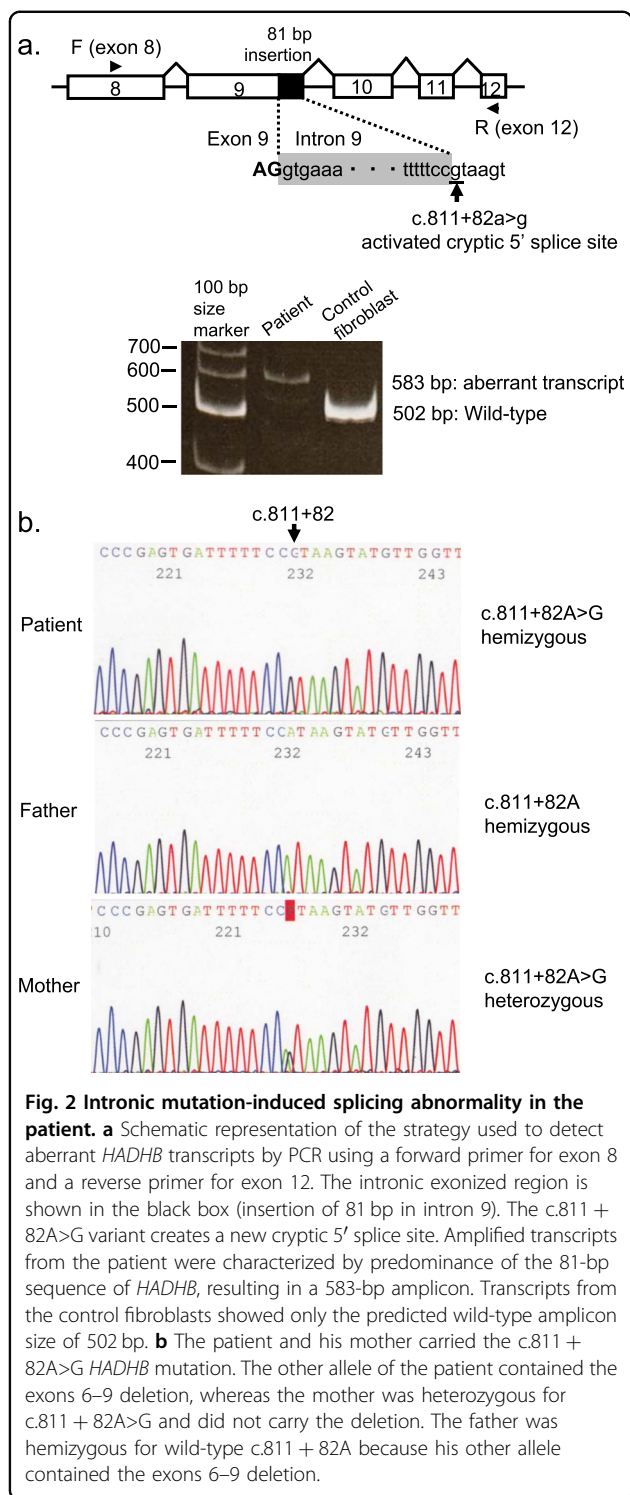 a.
F (exon 8)
81 bp
insertion
8 9 10 11 12
R (exon 12)
Exon 9 Intron 9
AGgtgaaa · · · tttttccgtaagt
c.811+82a>g
activated cryptic 5' splice site
100 bp
size
marker
Patient
Control
fibroblast
700
600
500
400
583 bp: aberrant transcript
502 bp: Wild-type
b.
c.811+82
CCCGAGTGATTTTTCCGTAAGTATGTTGGTT
221 232 243
Patient
c.811+82A>G
hemizygous
CCCGAGTGATTTTTCCATAAGTATGTTGGTT
221 232 243
Father
c.811+82A
hemizygous
CCCGAGTGATTTTTCCGTAAGTATGTTGGTT
210 221 232
Mother
c.811+82A>G
heterozygous
Fig. 2 Intronic mutation-induced splicing abnormality in the
patient. a Schematic representation of the strategy used to detect
aberrant HADHB transcripts by PCR using a forward primer for exon 8
and a reverse primer for exon 12. The intronic exonized region is
shown in the black box (insertion of 81 bp in intron 9). The c.811 +
82A>G variant creates a new cryptic 5′ splice site. Amplified transcripts
from the patient were characterized by predominance of the 81-bp
sequence of HADHB, resulting in a 583-bp amplicon. Transcripts from
the control fibroblasts showed only the predicted wild-type amplicon
size of 502 bp. b The patient and his mother carried the c.811 +
82A>G HADHB mutation. The other allele of the patient contained the
exons 6–9 deletion, whereas the mother was heterozygous for
c.811 + 82A>G and did not carry the deletion. The father was
hemizygous for wild-type c.811 + 82A because his other allele
contained the exons 6–9 deletion.